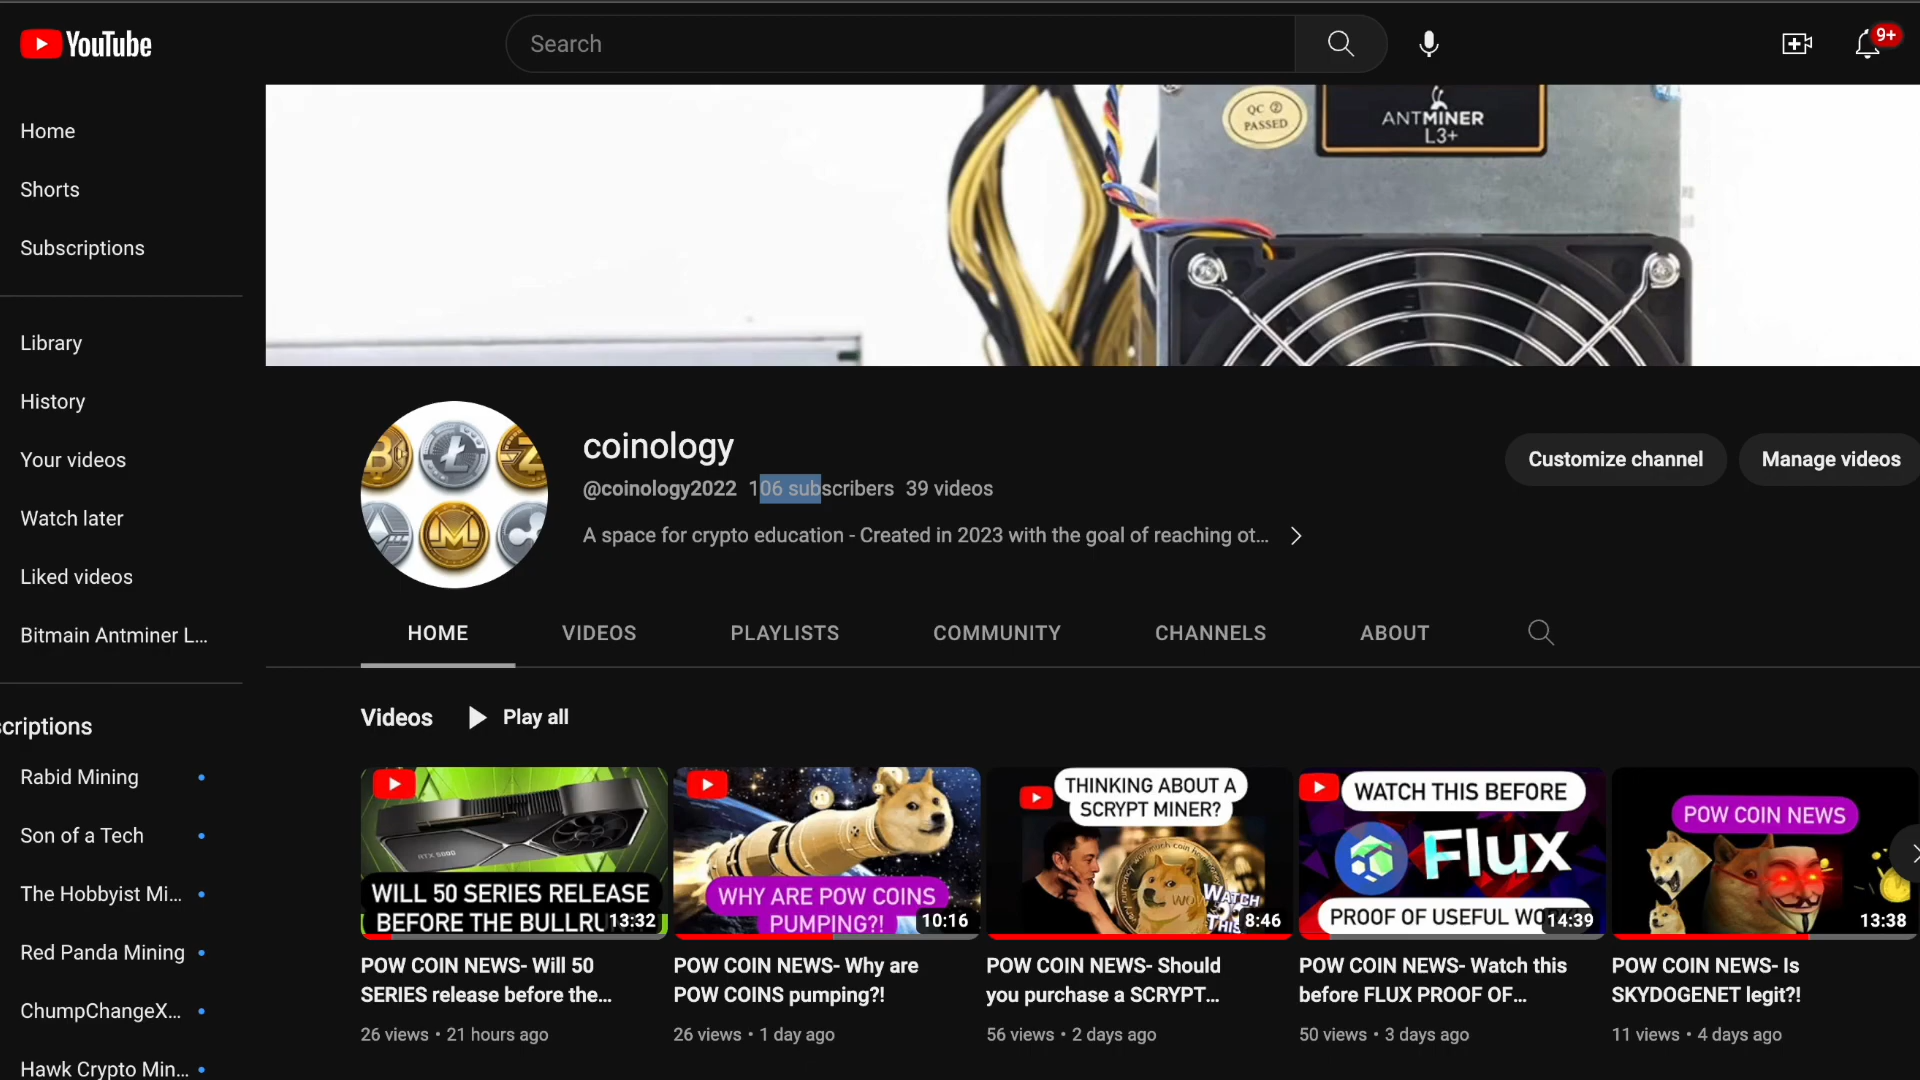 YouTube
Search
9+
Home
Shorts
Subscriptions
Library
History
Your videos
Watch later
Liked videos
Bitmain Antminer L...
scriptions
Rabid Mining
Son of a Tech
The Hobbyist Mi...
Red Panda Mining
ChumpChangeX...
Hawk Crypto Min...
QC 2
PASSED
ANTMINER
L3+
coinology
@coinology2022 106 subscribers 39 videos
A space for crypto education - Created in 2023 with the goal of reaching ot...
Customize channel
Manage videos
HOME
VIDEOS
PLAYLISTS
COMMUNITY
CHANNELS
ABOUT
Videos
Play all
WILL 50 SERIES RELEASE
BEFORE THE BULLRU
13:32
POW COIN NEWS- Will 50
SERIES release before the...
26 views • 21 hours ago
WHY ARE POW COINS
PUMPING?!
10:16
POW COIN NEWS- Why are
POW COINS pumping?!
26 views • 1 day ago
THINKING ABOUT A
SCRYPT MINER?
WATCH
THIS
8:46
POW COIN NEWS- Should
you purchase a SCRYPT...
56 views • 2 days ago
WATCH THIS BEFORE
Flux
PROOF OF USEFUL WO
14:39
POW COIN NEWS- Watch this
before FLUX PROOF OF...
50 views • 3 days ago
POW COIN NEWS
13:38
POW COIN NEWS- Is
SKYDOGENET legit?!
11 views • 4 days ago